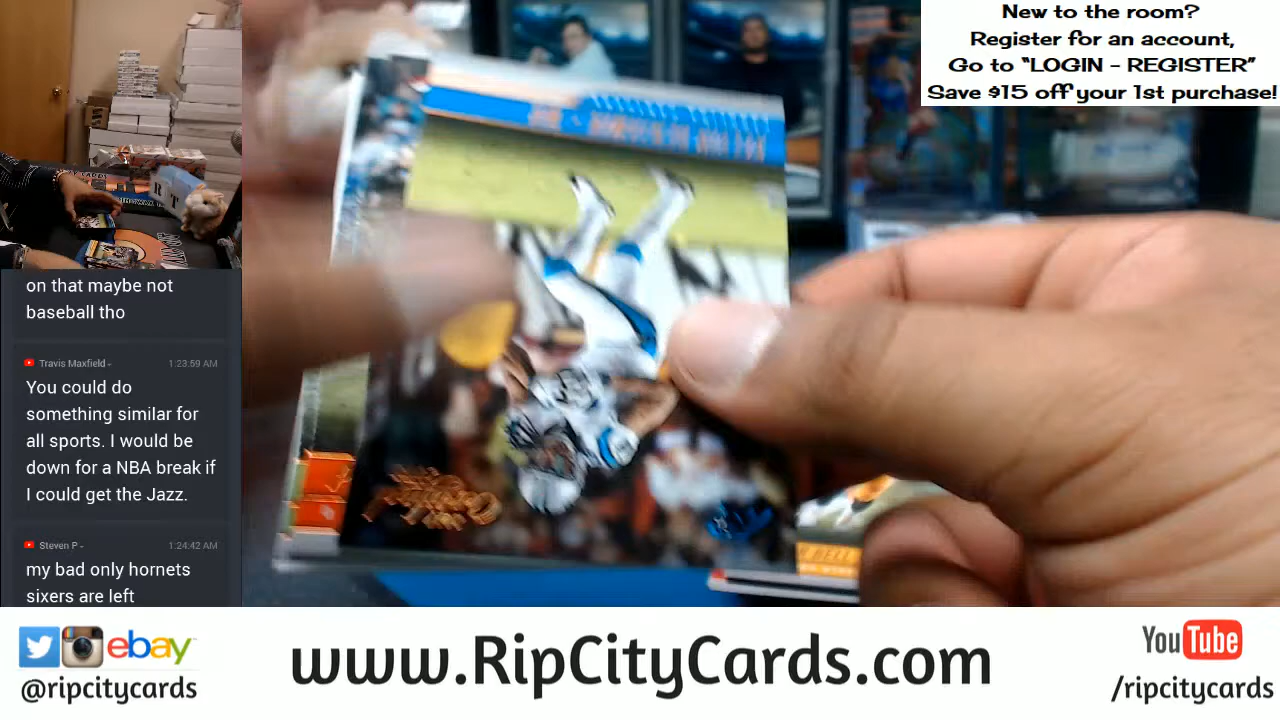 New to the room?
Register for an account,
Go to "LOGIN - REGISTER"
Save $15 off your 1st purchase!
R T
on that maybe not
baseball tho
Travis Maxfield
1:23:59 AM
You could do
something similar for
all sports. I would be
down for a NBA break if
I could get the Jazz.
Steven P
1:24:42 AM
my bad only hornets
sixers are left
ebay
@ripcitycards
www.RipCityCards.com
YouTube
/ripcitycards